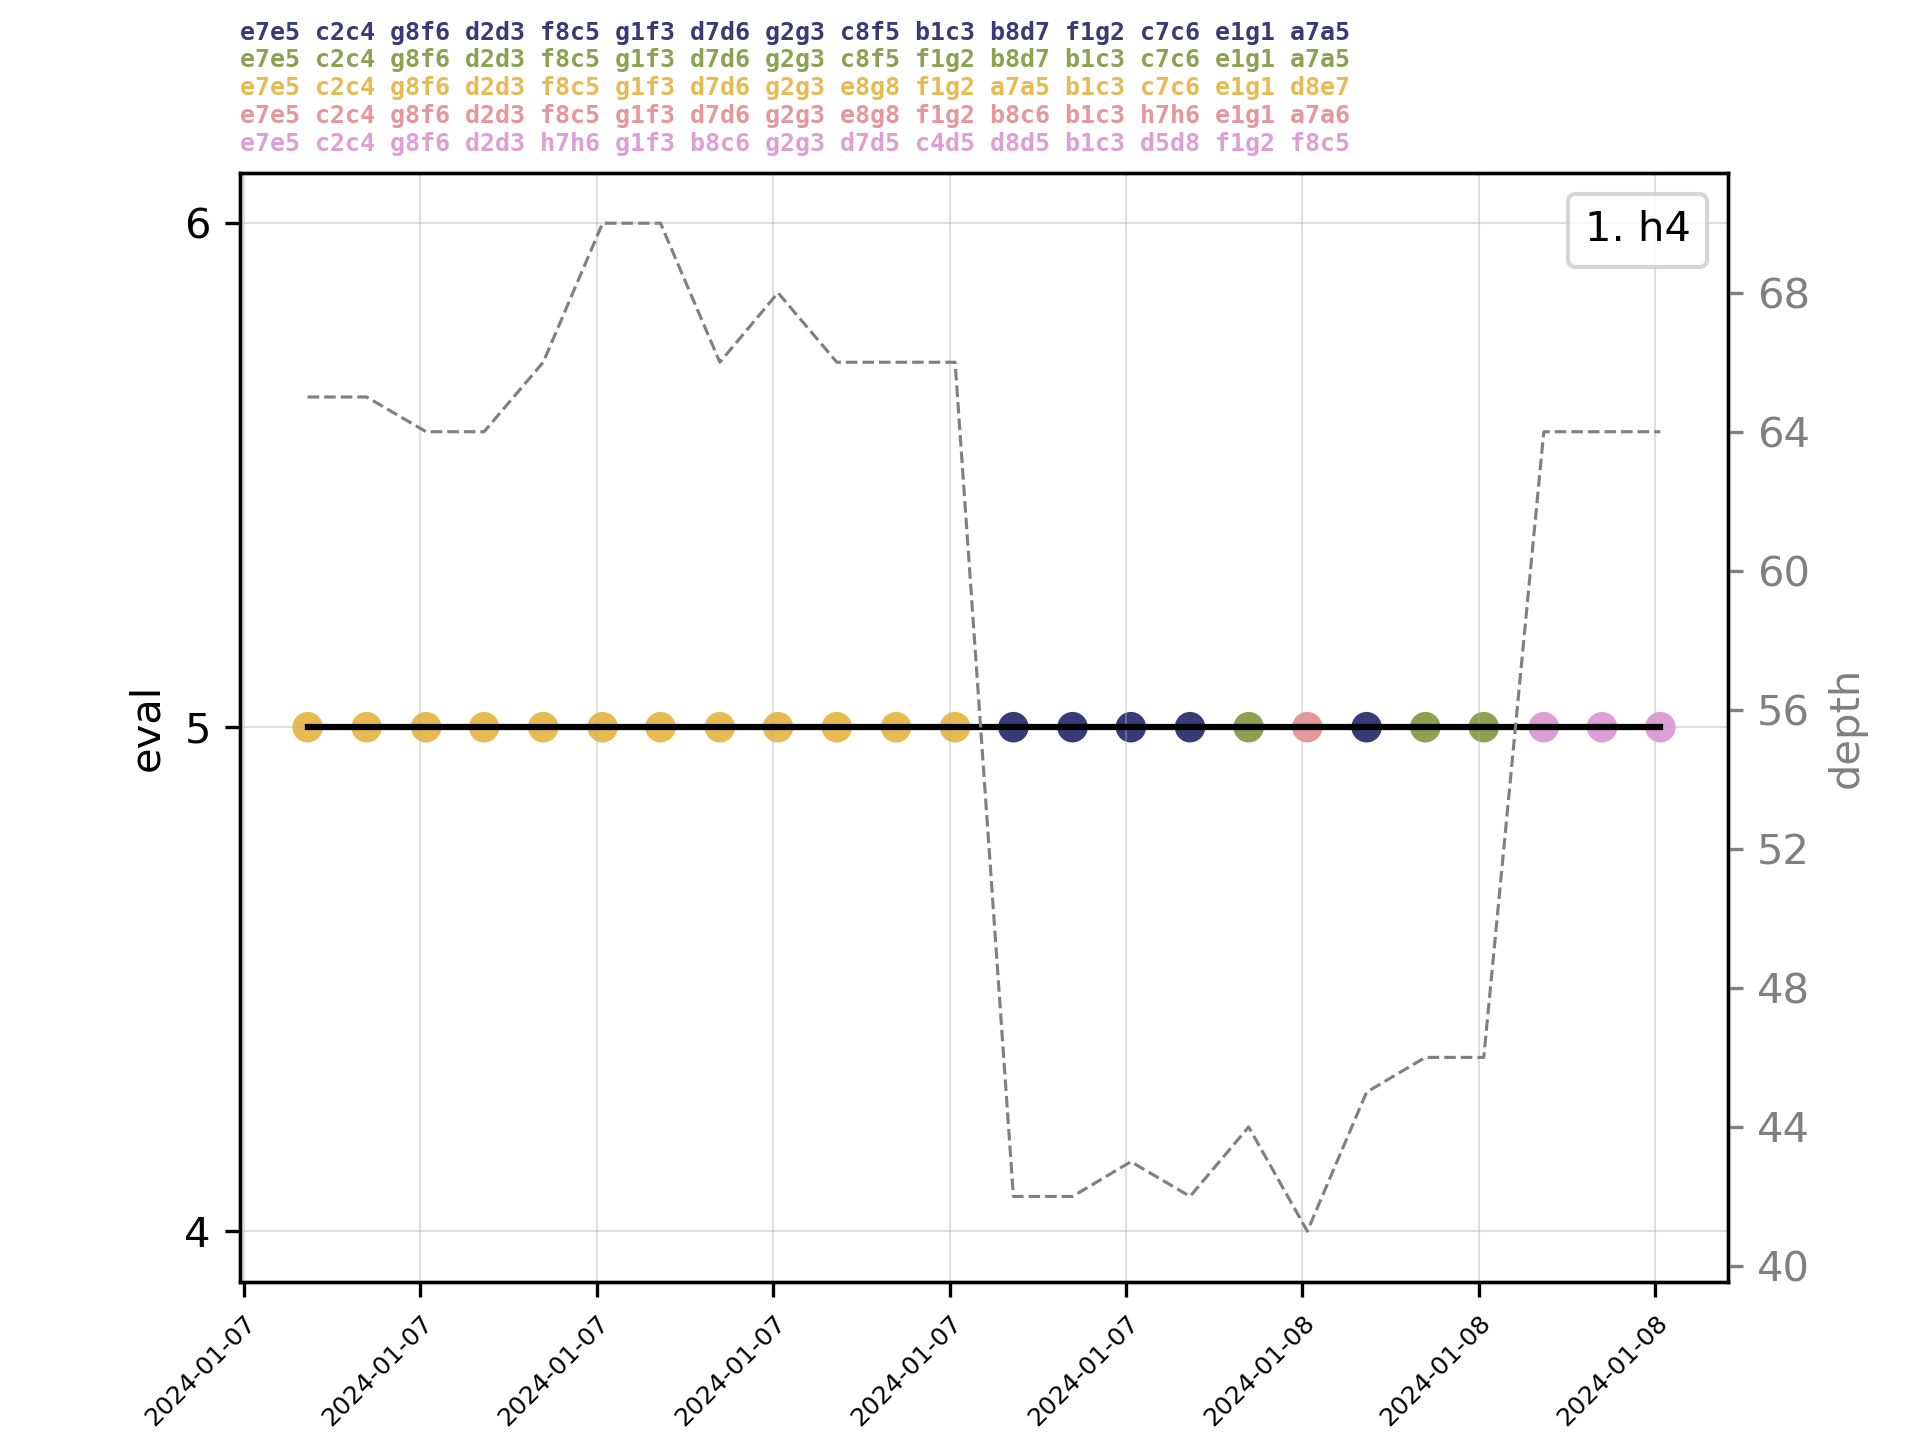 e7e5 c2c4 g8f6 d2d3 f8c5 g1f3 d7d6 g2g3 c8f5 b1c3 b8d7 f1g2 c7c6 e1g1 a7a5
e7e5 c2c4 g8f6 d2d3 f8c5 g1f3 d7d6 g2g3 c8f5 f1g2 b8d7 b1c3 c7c6 e1g1 a7a5
e7e5 c2c4 g8f6 d2d3 f8c5 g1f3 d7d6 g2g3 e8g8 f1g2 a7a5 b1c3 c7c6 e1g1 d8e7
e7e5 c2c4 g8f6 d2d3 f8c5 g1f3 d7d6 g2g3 e8g8 f1g2 b8c6 b1c3 h7h6 e1g1 a7a6
e7e5 c2c4 g8f6 d2d3 h7h6 g1f3 b8c6 g2g3 d7d5 c4d5 d8d5 b1c3 d5d8 f1g2 f8c5
1. h4
6
5
4
eval
68
64
60
56
52
48
44
40
depth
2024-01-07
2024-01-07
2024-01-07
2024-01-07
2024-01-07
2024-01-07
2024-01-08
2024-01-08
2024-01-08